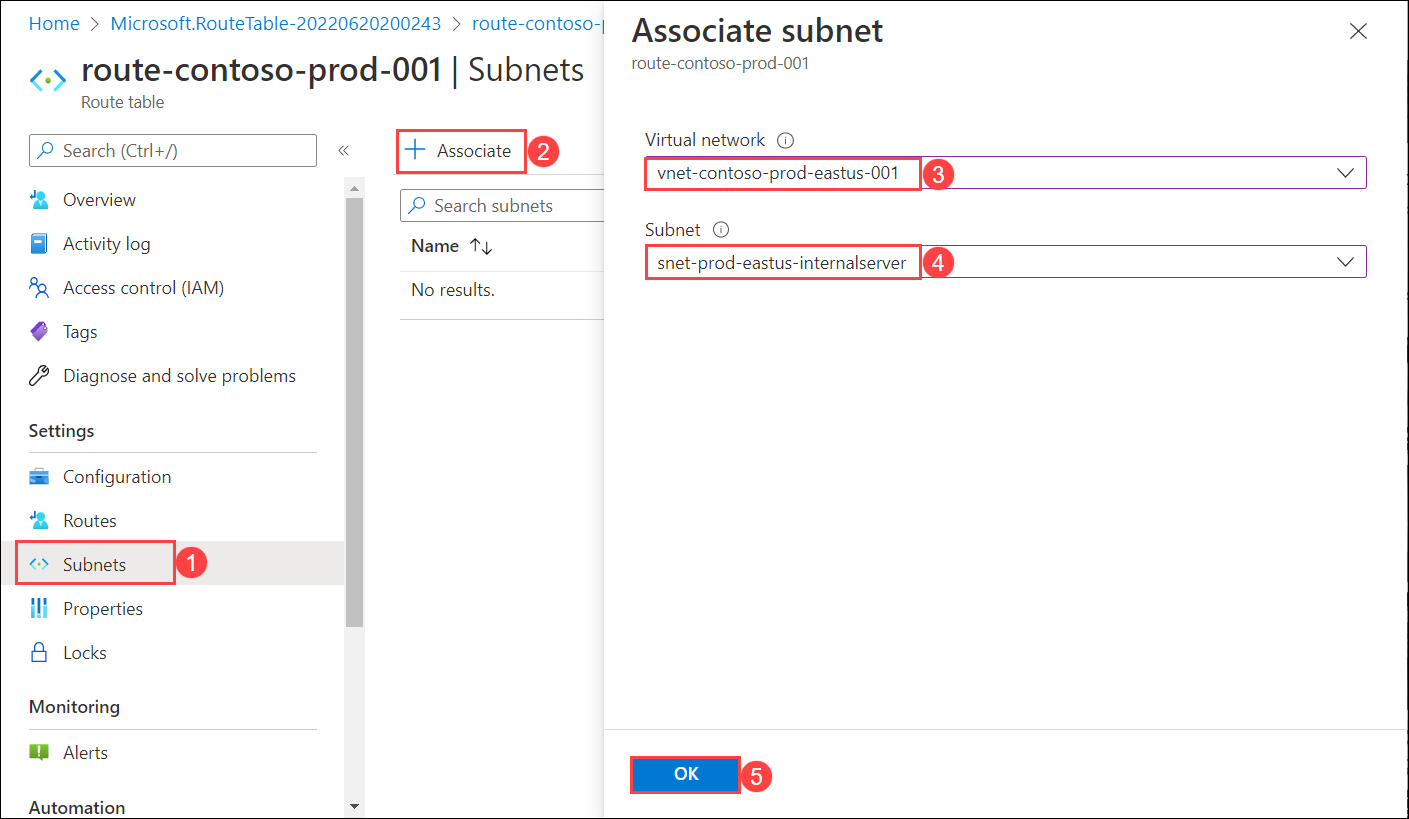 Home > Microsoft.RouteTable-20220620200243 > route-contoso-
route-contoso-prod-001 | Subnets
Route table
Search (Ctrl+/)
«
Overview
Activity log
Access control (IAM)
Tags
Diagnose and solve problems
Settings
Configuration
Routes
Subnets 1
Properties
Locks
Monitoring
Alerts
Automation
+ Associate 2
Search subnets
Name ↑↓
No results.
Associate subnet
route-contoso-prod-001
Virtual network
vnet-contoso-prod-eastus-001 3
Subnet
snet-prod-eastus-internalserver 4
OK 5